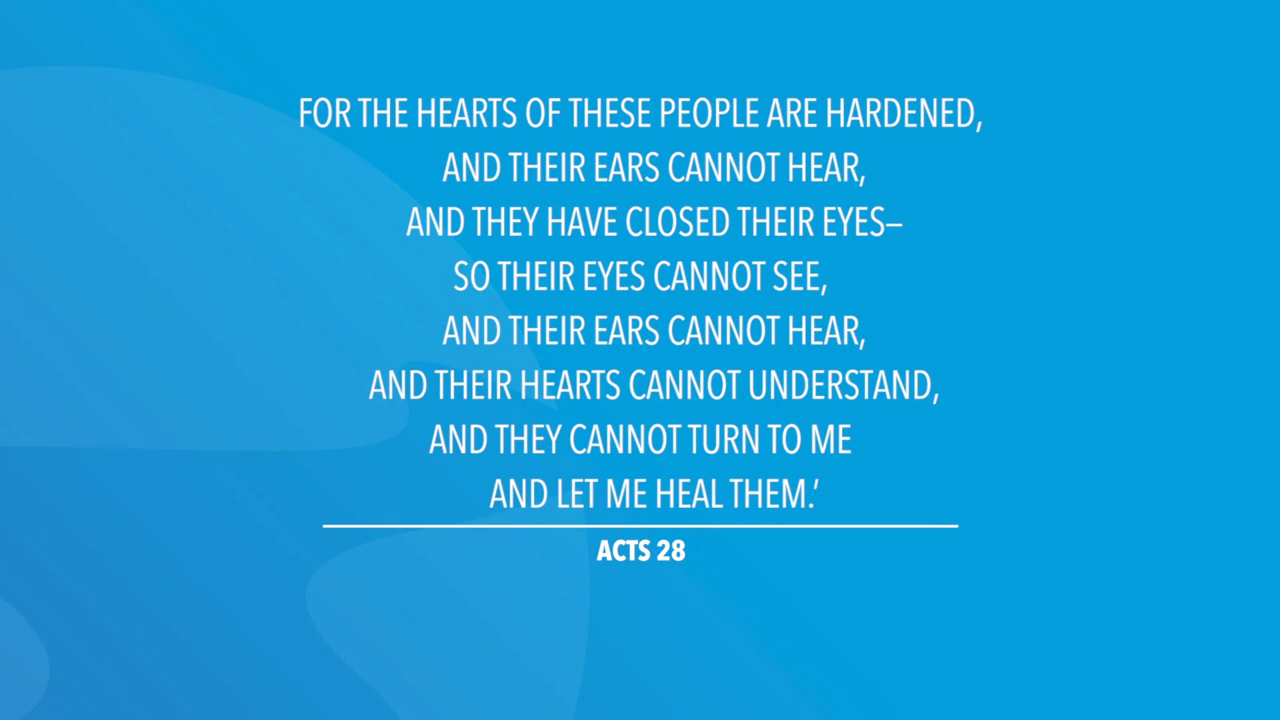 FOR THE HEARTS OF THESE PEOPLE ARE HARDENED,
AND THEIR EARS CANNOT HEAR,
AND THEY HAVE CLOSED THEIR EYES—
SO THEIR EYES CANNOT SEE,
AND THEIR EARS CANNOT HEAR,
AND THEIR HEARTS CANNOT UNDERSTAND,
AND THEY CANNOT TURN TO ME
AND LET ME HEAL THEM.’
ACTS 28